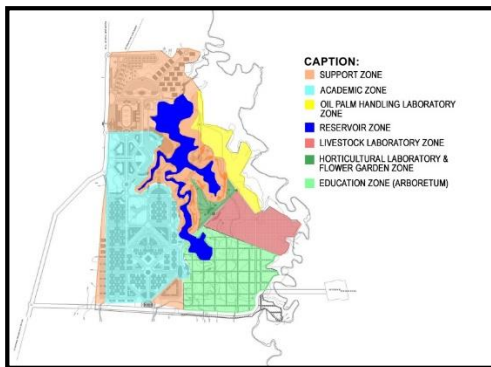 CAPTION:
SUPPORT ZONE
ACADEMIC ZONE
OIL PALM HANDLING LABORATORY
ZONE
RESERVOIR ZONE
LIVESTOCK LABORATORY ZONE
HORTICULTURAL LABORATORY &
FLOWER GARDEN ZONE
EDUCATION ZONE (ARBORETUM)